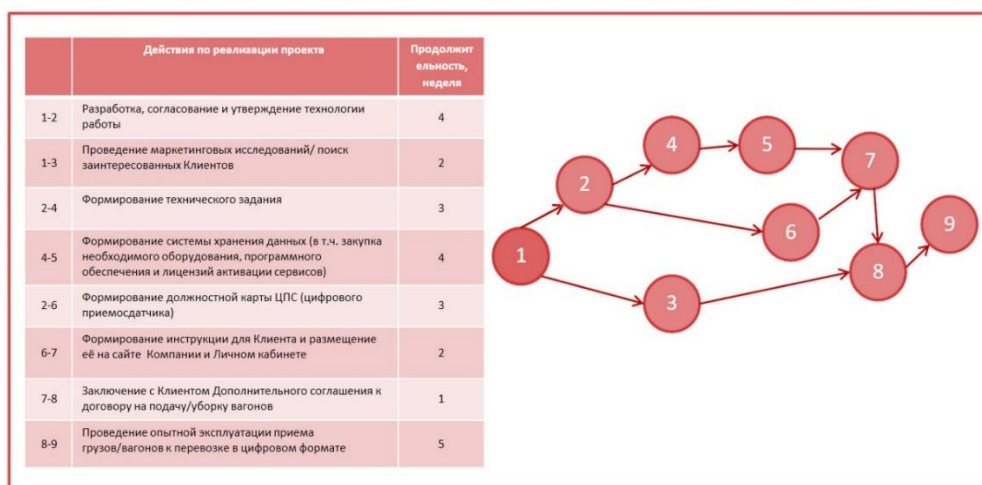 Действия по реализации проекта
Продолжит
ельность,
неделя
1-2
Разработка, согласование и утверждение технологии
работы
4
1-3
Проведение маркетинговых исследований/ поиск
заинтересованных Клиентов
2
2-4
Формирование технического задания
3
4-5
Формирование системы хранения данных (в т.ч. закупка
необходимого оборудования, программного
обеспечения и лицензий активации сервисов)
4
2-6
Формирование должностной карты ЦПС (цифрового
приемосдатчика)
3
6-7
Формирование инструкции для Клиента и размещение
её на сайте Компании и Личном кабинете
2
7-8
Заключение с Клиентом Дополнительного соглашения к
договору на подачу/уборку вагонов
1
8-9
Проведение опытной эксплуатации приема
грузов/вагонов к перевозке в цифровом формате
5
1
2
3
4
5
6
7
8
9